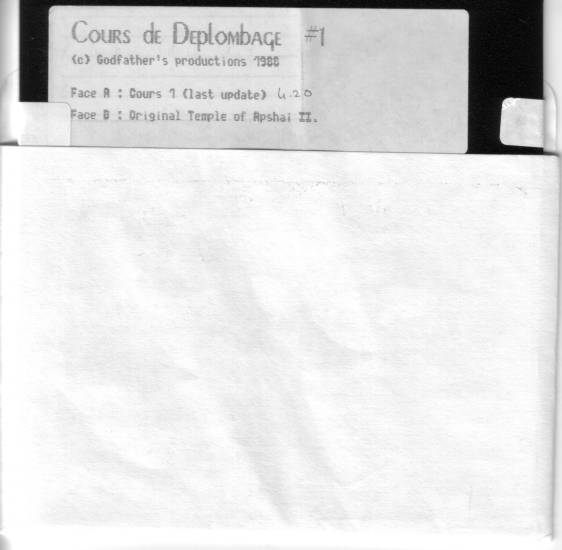 Cours de Deplombage #1
(c) Godfather's productions 1988
Face A : Cours 1 (last update) 4.20
Face B : Original Temple of Apshai II.